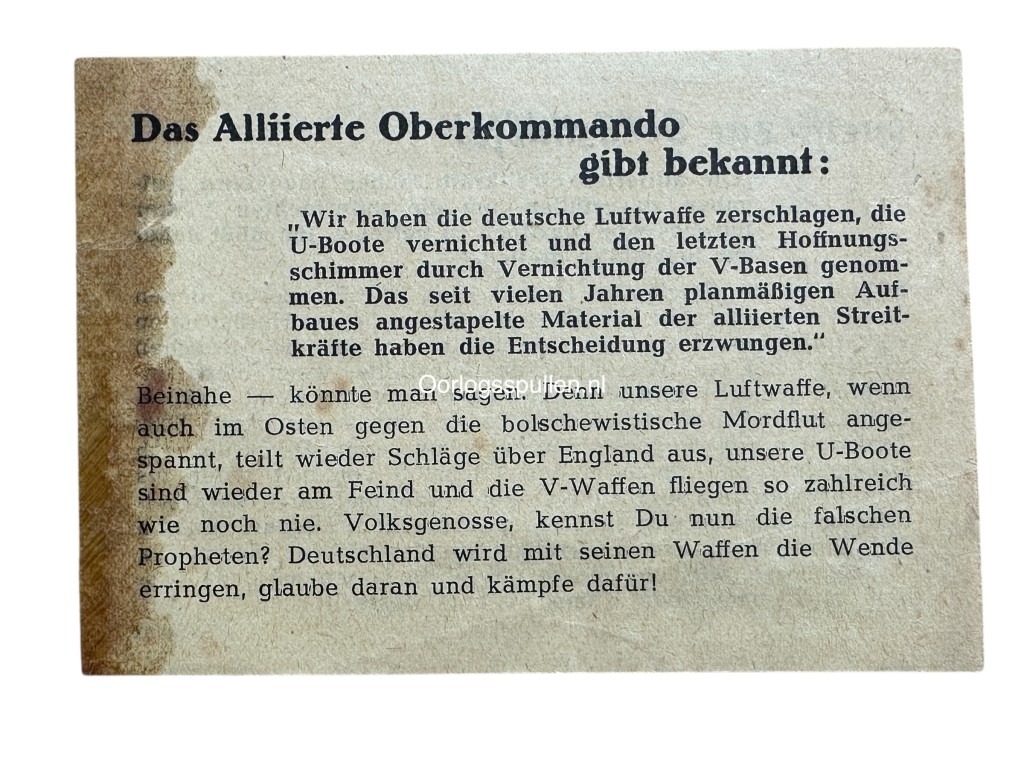 Das Alliierte Oberkommando
gibt bekannt:
„Wir haben die deutsche Luftwaffe zerschlagen, die
U-Boote vernichtet und den letzten Hoffnungs-
schimmer durch Vernichtung der V-Basen genom-
men. Das seit vielen Jahren planmäßigen Auf-
baues angestapelte Material der alliierten Streit-
kräfte haben die Entscheidung erzwungen.“
Oorlogsspullen.nl
Beinahe — könnte man sagen. Denn unsere Luftwaffe, wenn
auch im Osten gegen die bolschewistische Mordflut ange-
spannt, teilt wieder Schläge über England aus, unsere U-Boote
sind wieder am Feind und die V-Waffen fliegen so zahlreich
wie noch nie. Volksgenosse, kennst Du nun die falschen
Propheten? Deutschland wird mit seinen Waffen die Wende
erringen, glaube daran und kämpfe dafür!